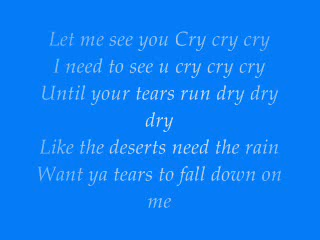 Let me see you Cry cry cry
I need to see u cry cry cry
Until your tears run dry dry
dry
Like the deserts need the rain
Want ya tears to fall down on
me